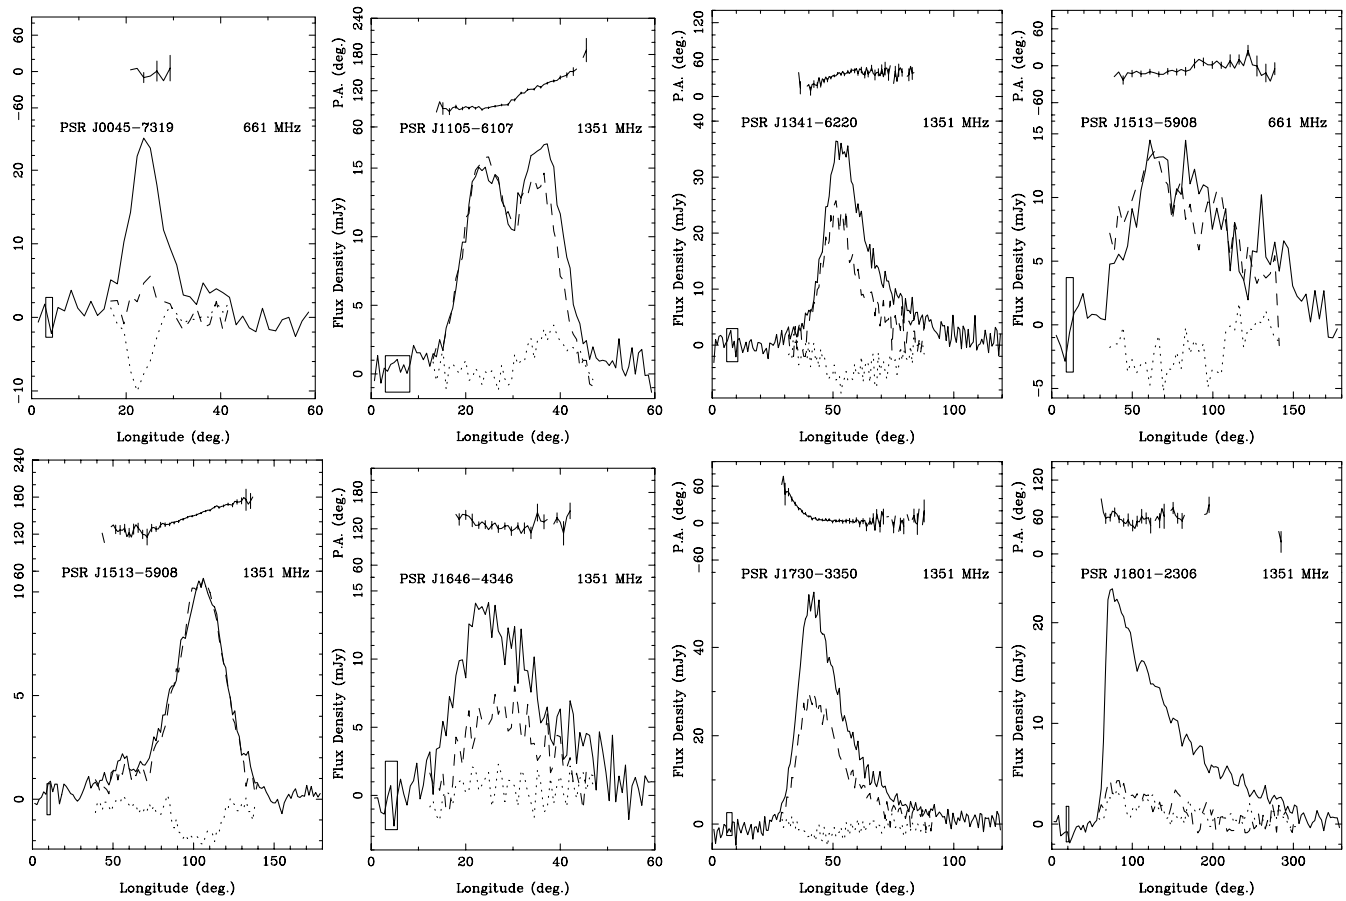 60
0
−60
PSR J0045−7319 661 MHz
20
10
0
−10
0 20 40 60
Longitude (deg.)
P.A. (deg.)
240
180
120
60
PSR J1105−6107 1351 MHz
Flux Density (mJy)
15
10
5
0
0 20 40 60
Longitude (deg.)
P.A. (deg.)
120
60
0
PSR J1341−6220 1351 MHz
Flux Density (mJy)
40
30
20
10
0
0 50 100
Longitude (deg.)
P.A. (deg.)
60
0
−60
PSR J1513−5908 661 MHz
Flux Density (mJy)
15
10
5
0
−5
0 50 100 150
Longitude (deg.)
240
180
120
60
PSR J1513−5908 1351 MHz
10
5
0
0 50 100 150
Longitude (deg.)
P.A. (deg.)
180
120
60
PSR J1646−4346 1351 MHz
Flux Density (mJy)
15
10
5
0
0 20 40 60
Longitude (deg.)
P.A. (deg.)
60
0
−60
PSR J1730−3350 1351 MHz
Flux Density (mJy)
40
20
0
0 50 100
Longitude (deg.)
P.A. (deg.)
120
60
0
PSR J1801−2306 1351 MHz
Flux Density (mJy)
20
10
0
0 100 200 300
Longitude (deg.)